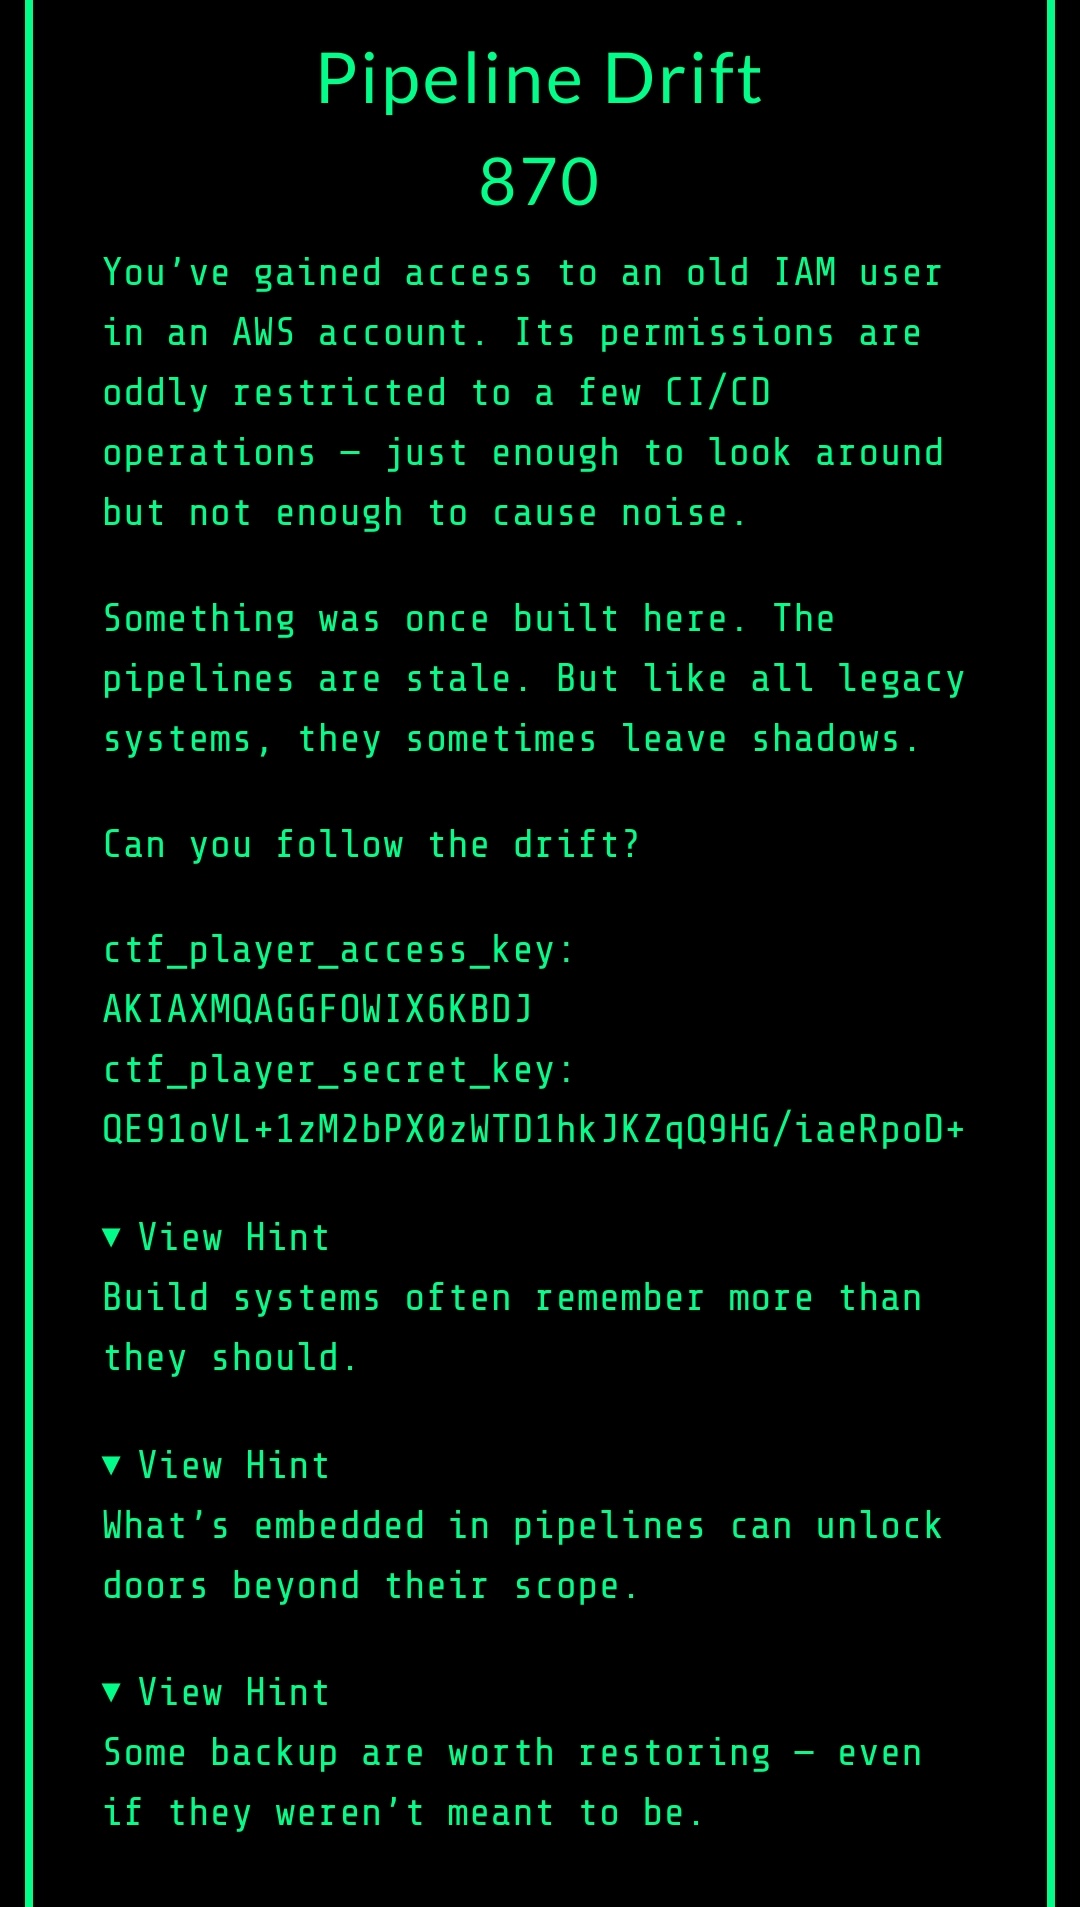 Pipeline Drift
870
You’ve gained access to an old IAM user
in an AWS account. Its permissions are
oddly restricted to a few CI/CD
operations — just enough to look around
but not enough to cause noise.
Something was once built here. The
pipelines are stale. But like all legacy
systems, they sometimes leave shadows.
Can you follow the drift?
ctf_player_access_key:
AKIAXMQAGGFOWIX6KBDJ
ctf_player_secret_key:
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
▼ View Hint
Build systems often remember more than
they should.
▼ View Hint
What’s embedded in pipelines can unlock
doors beyond their scope.
▼ View Hint
Some backup are worth restoring — even
if they weren’t meant to be.